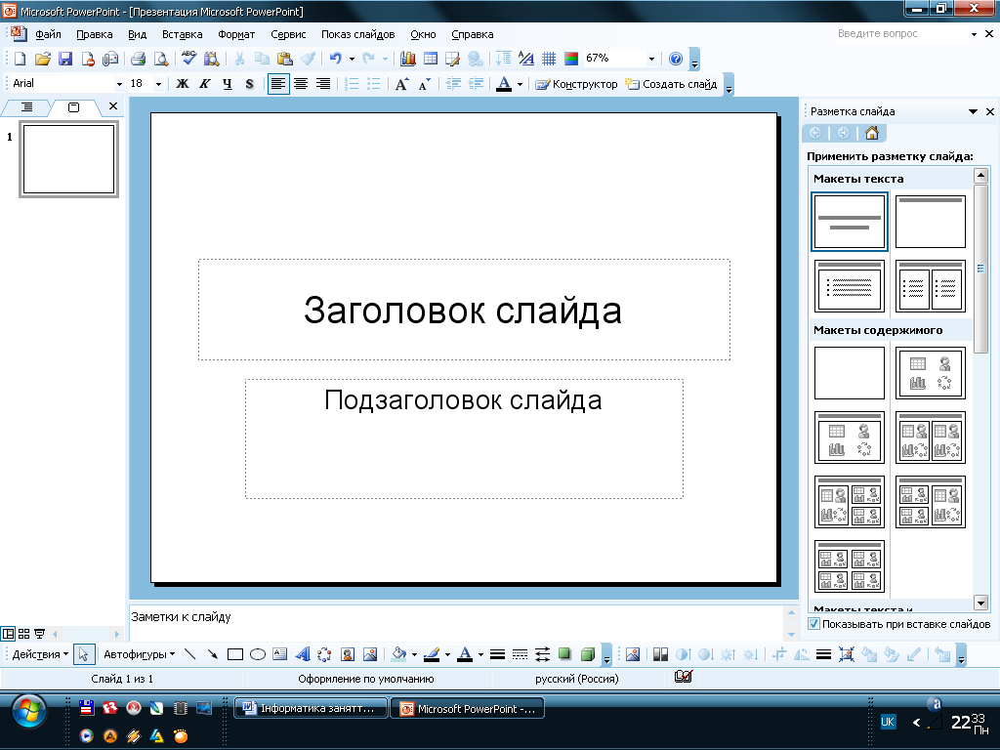 Microsoft PowerPoint - [Презентация Microsoft PowerPoint]
Файл Правка Вид Вставка Формат Сервис Показ слайдов Окно Справка Введите вопрос
67%
Arial 18 Ж К Ч S Конструктор Создать слайд
Разметка слайда
1
Применить разметку слайда:
Макеты текста
Заголовок слайда
Макеты содержимого
Подзаголовок слайда
Макеты текста и
Заметки к слайду
Показывать при вставке слайдов
Действия Автофигуры
Слайд 1 из 1 Оформление по умолчанию русский (Россия)
Інформатика занятт... Microsoft PowerPoint -... UK 22 33
Пн